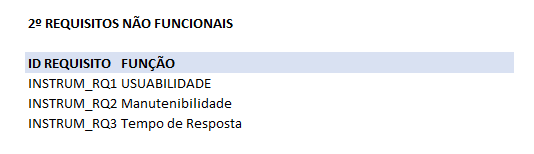 2º REQUISITOS NÃO FUNCIONAIS
ID REQUISITO FUNÇÃO
INSTRUM_RQ1 USUABILIDADE
INSTRUM_RQ2 Manutenibilidade
INSTRUM_RQ3 Tempo de Resposta